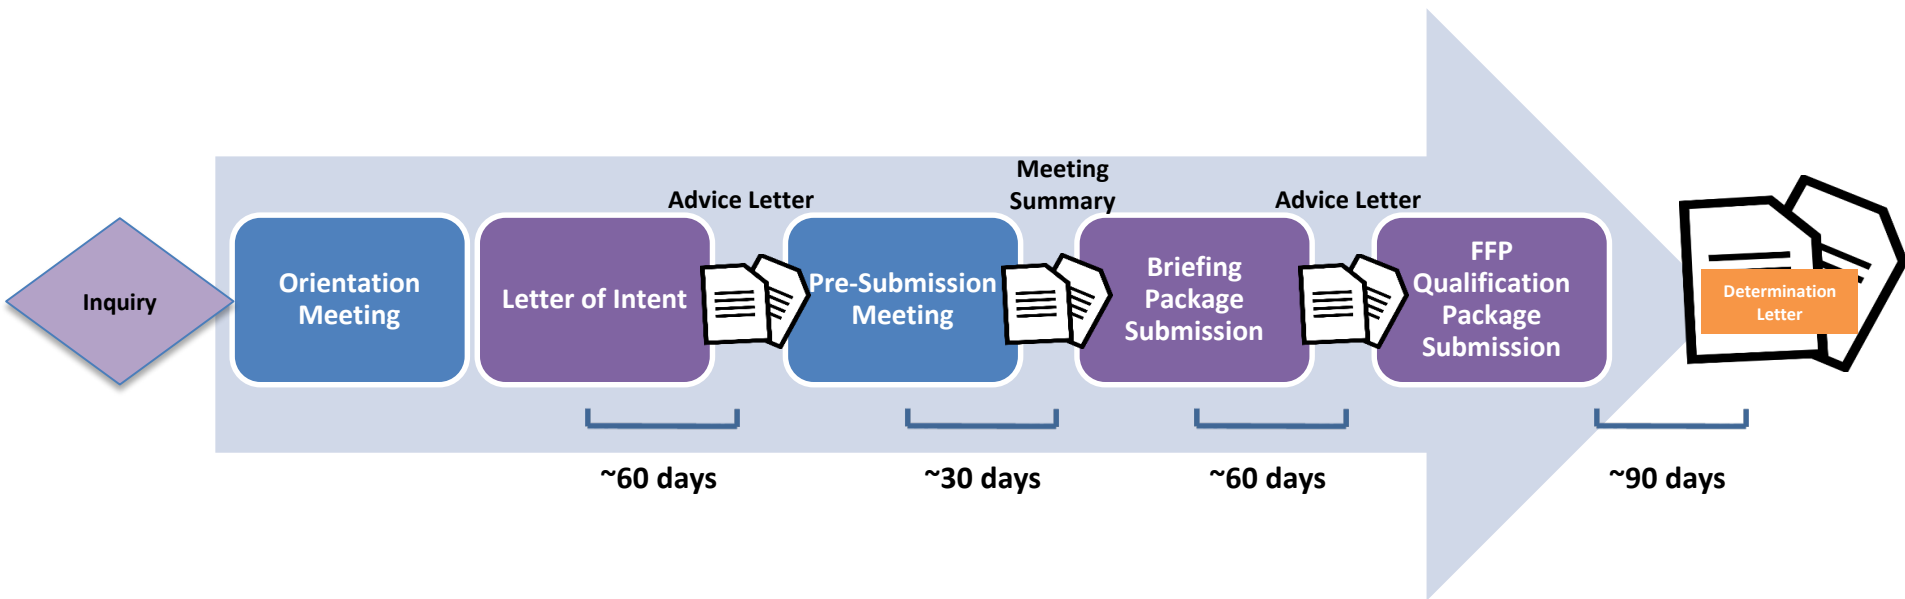 Inquiry
Orientation
Meeting
Letter of Intent
Advice Letter
Pre-Submission
Meeting
Meeting
Summary
Briefing
Package
Submission
Advice Letter
FFP
Qualification
Package
Submission
Determination
Letter
~60 days
~30 days
~60 days
~90 days